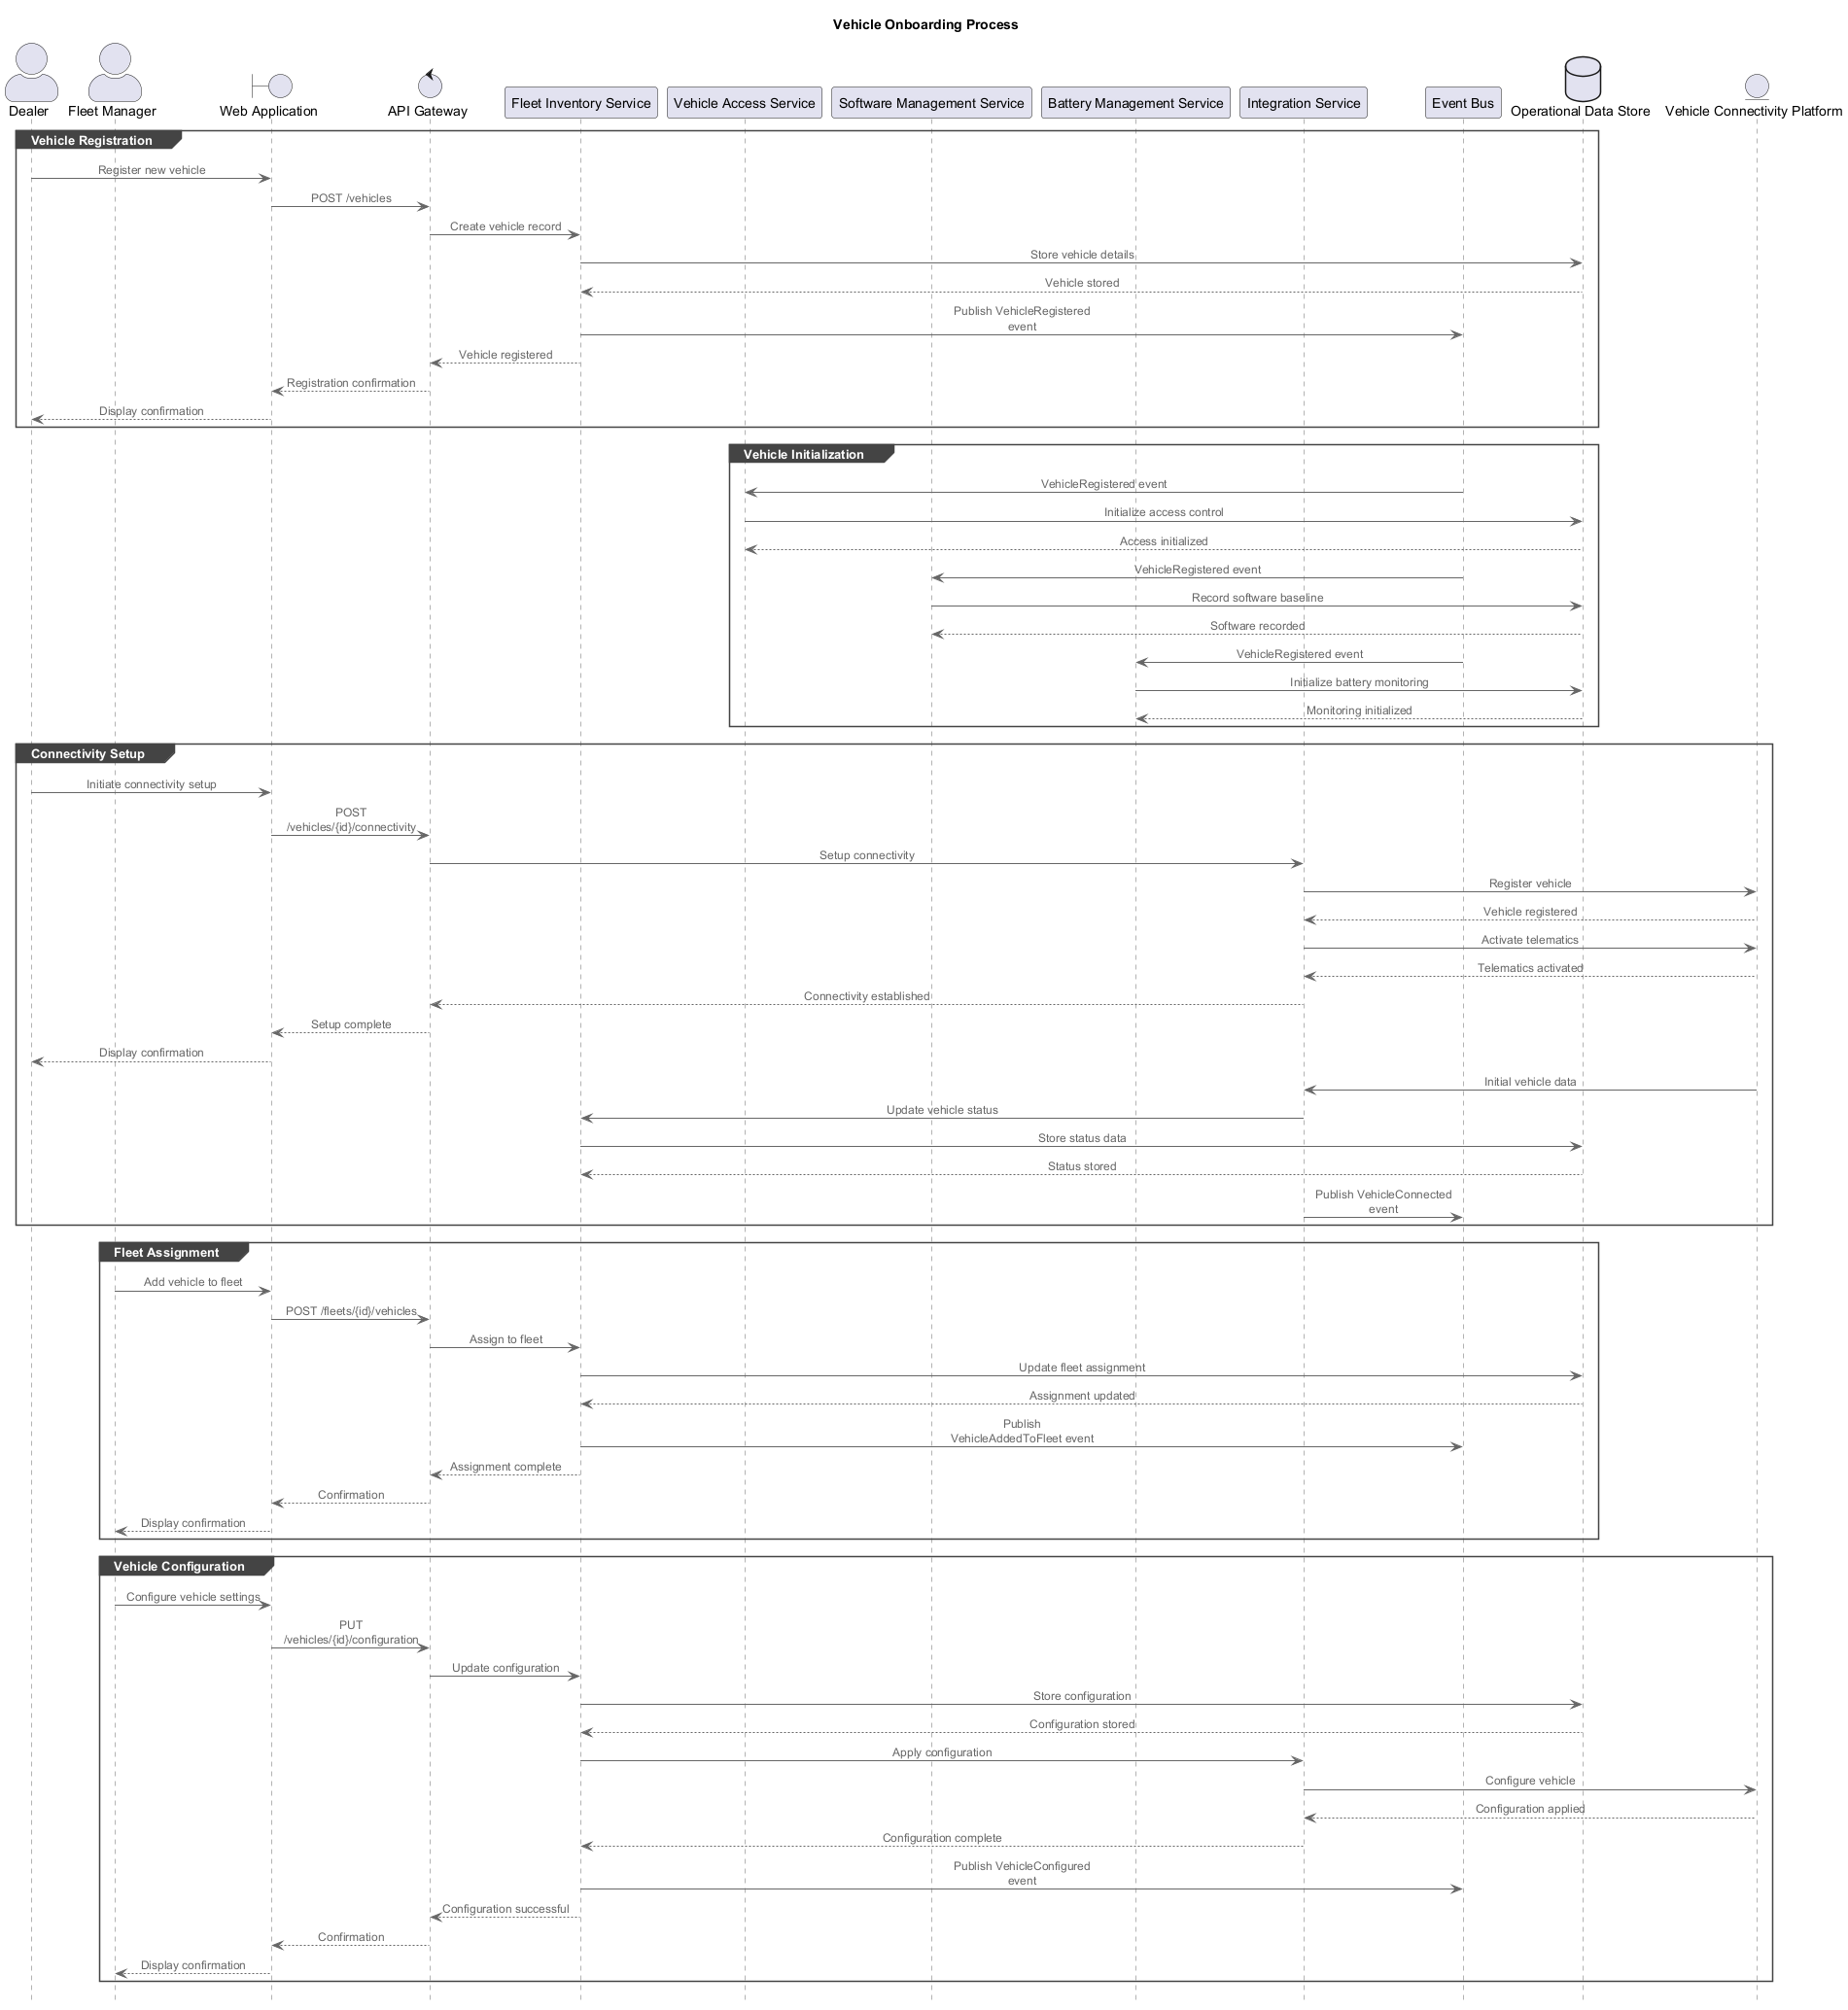 Vehicle Onboarding Process
Dealer
Fleet Manager
Web Application
API Gateway
Fleet Inventory Service
Vehicle Access Service
Software Management Service
Battery Management Service
Integration Service
Event Bus
Operational Data Store
Vehicle Connectivity Platform
Vehicle Registration
Register new vehicle
POST /vehicles
Create vehicle record
Store vehicle details
Vehicle stored
Publish VehicleRegistered
event
Vehicle registered
Registration confirmation
Display confirmation
Vehicle Initialization
VehicleRegistered event
Initialize access control
Access initialized
VehicleRegistered event
Record software baseline
Software recorded
VehicleRegistered event
Initialize battery monitoring
Monitoring initialized
Connectivity Setup
Initiate connectivity setup
POST
/vehicles/{id}/connectivity
Setup connectivity
Register vehicle
Vehicle registered
Activate telematics
Telematics activated
Connectivity established
Setup complete
Display confirmation
Initial vehicle data
Update vehicle status
Store status data
Status stored
Publish VehicleConnected
event
Fleet Assignment
Add vehicle to fleet
POST /fleets/{id}/vehicles
Assign to fleet
Update fleet assignment
Assignment updated
Publish
VehicleAddedToFleet event
Assignment complete
Confirmation
Display confirmation
Vehicle Configuration
Configure vehicle settings
PUT
/vehicles/{id}/configuration
Update configuration
Store configuration
Configuration stored
Apply configuration
Configure vehicle
Configuration applied
Configuration complete
Publish VehicleConfigured
event
Configuration successful
Confirmation
Display confirmation